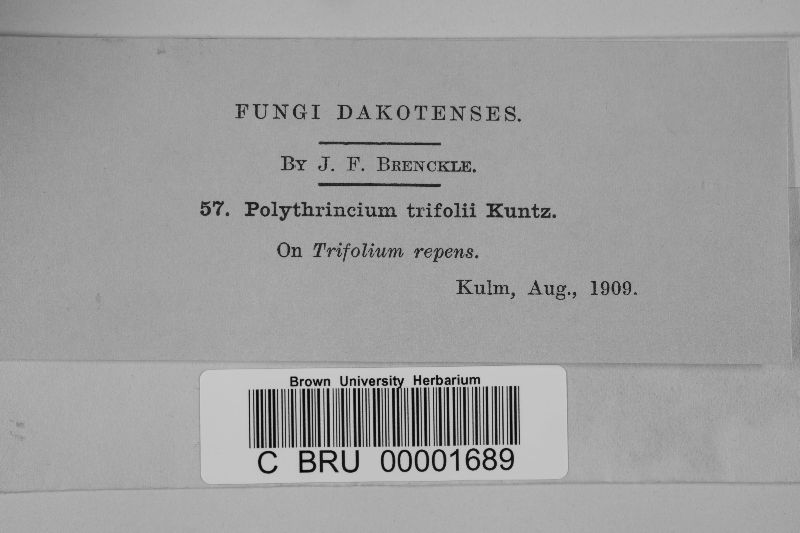 FUNGI DAKOTENSES.
By J. F. Brenckle.
57. Polythrincium trifolii Kuntz.
On Trifolium repens.
Kulm, Aug., 1909.
Brown University Herbarium
C BRU 00001689